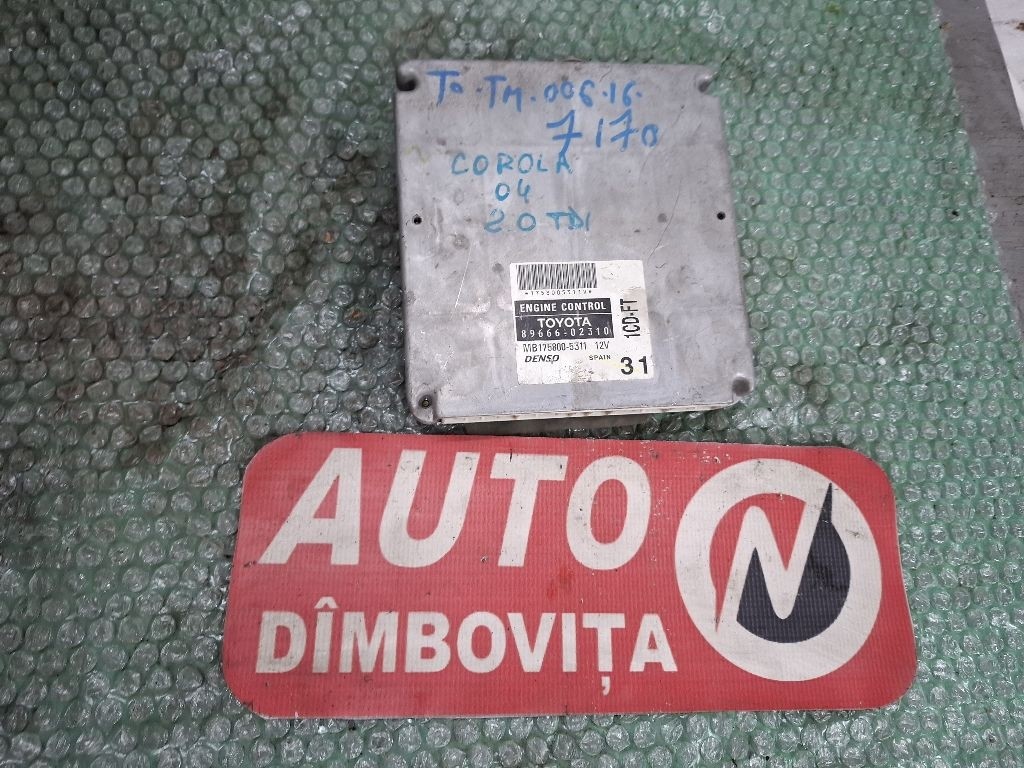 To.TM.006.16.
7170
COROLA
04
2.0 TDI
ENGINE CONTROL
TOYOTA
89666-02310
MB175800-5311 12V
DENSO SPAIN 31
1CD-FT
AUTO
DÎMBOVIȚA